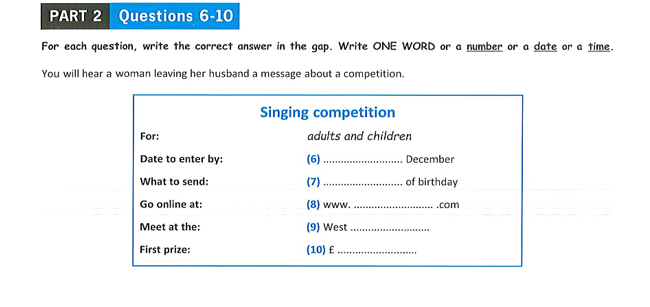 PART 2 Questions 6-10
For each question, write the correct answer in the gap. Write ONE WORD or a number or a date or a time.
You will hear a woman leaving her husband a message about a competition.
Singing competition
For: adults and children
Date to enter by: (6) ........................... December
What to send: (7) ........................... of birthday
Go online at: (8) www. ........................... .com
Meet at the: (9) West ...........................
First prize: (10) £ ...........................